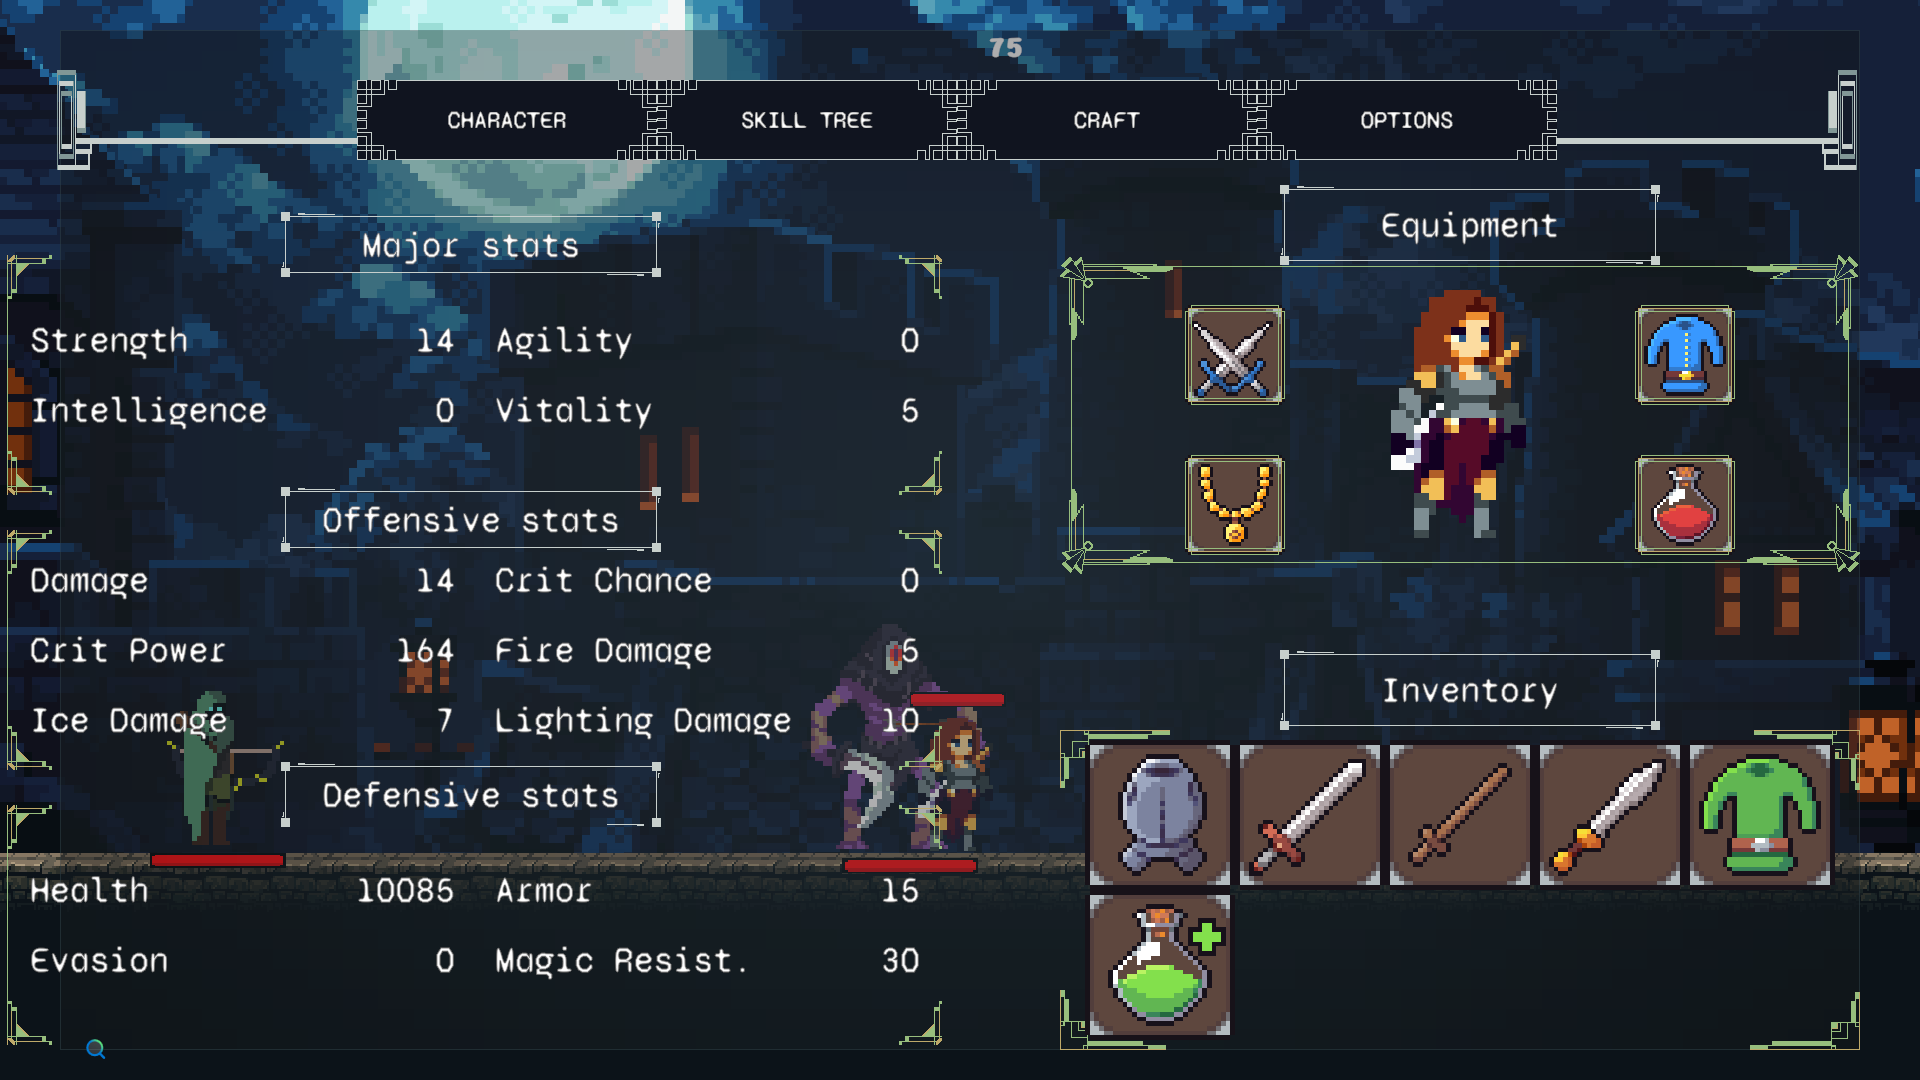 75
CHARACTER SKILL TREE CRAFT OPTIONS
Major stats
Strength 14 Agility 0
Intelligence 0 Vitality 5
Offensive stats
Damage 14 Crit Chance 0
Crit Power 164 Fire Damage 6
Ice Damage 7 Lighting Damage 10
Defensive stats
Health 10085 Armor 15
Evasion 0 Magic Resist. 30
Equipment
Inventory